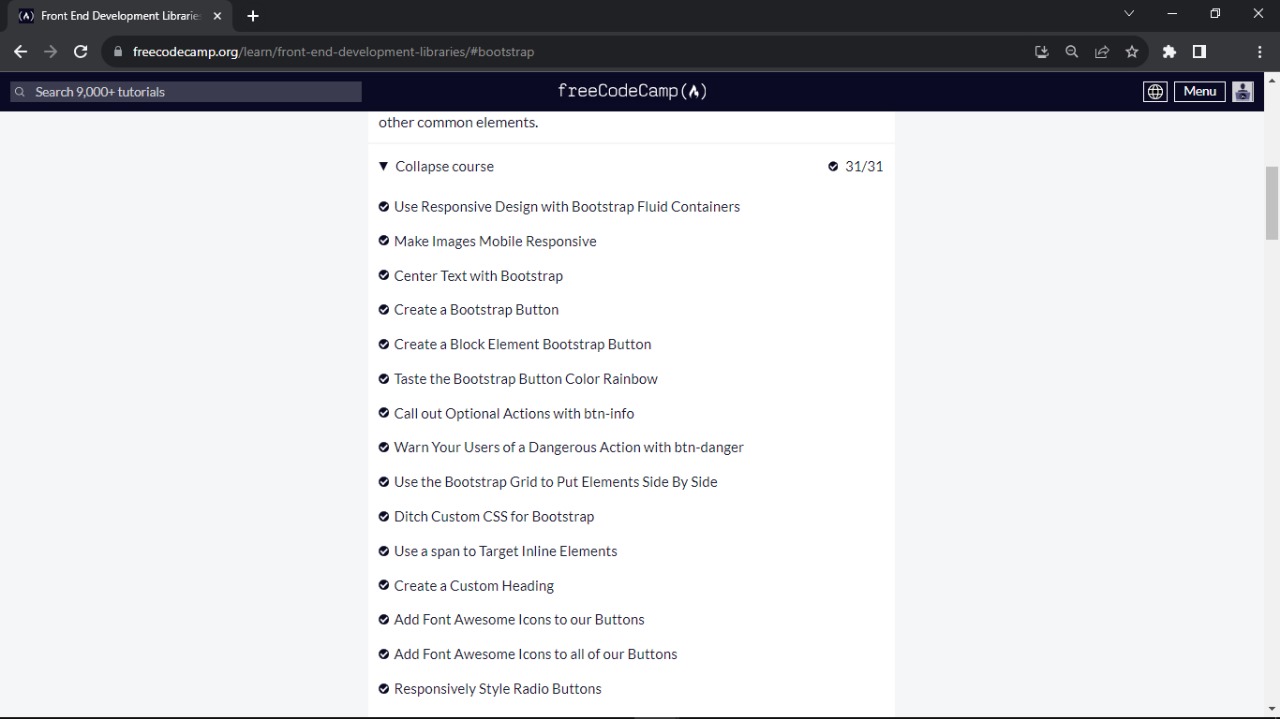 Front End Development Librarie
freecodecamp.org/learn/front-end-development-libraries/#bootstrap
Search 9,000+ tutorials
freeCodeCamp
Menu
other common elements.
Collapse course
31/31
Use Responsive Design with Bootstrap Fluid Containers
Make Images Mobile Responsive
Center Text with Bootstrap
Create a Bootstrap Button
Create a Block Element Bootstrap Button
Taste the Bootstrap Button Color Rainbow
Call out Optional Actions with btn-info
Warn Your Users of a Dangerous Action with btn-danger
Use the Bootstrap Grid to Put Elements Side By Side
Ditch Custom CSS for Bootstrap
Use a span to Target Inline Elements
Create a Custom Heading
Add Font Awesome Icons to our Buttons
Add Font Awesome Icons to all of our Buttons
Responsively Style Radio Buttons